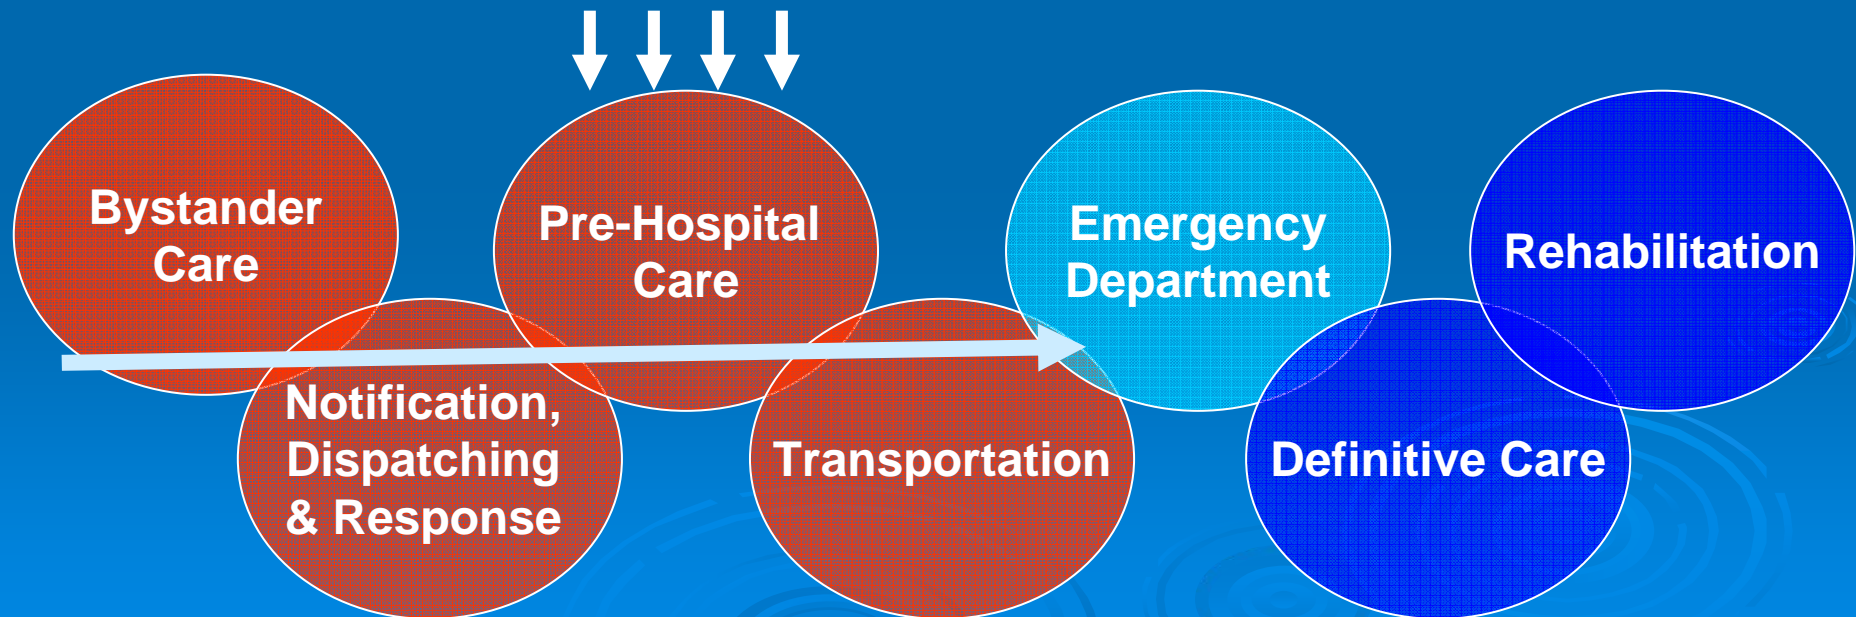 Bystander
Care
Notification,
Dispatching
& Response
Pre-Hospital
Care
Transportation
Emergency
Department
Definitive Care
Rehabilitation